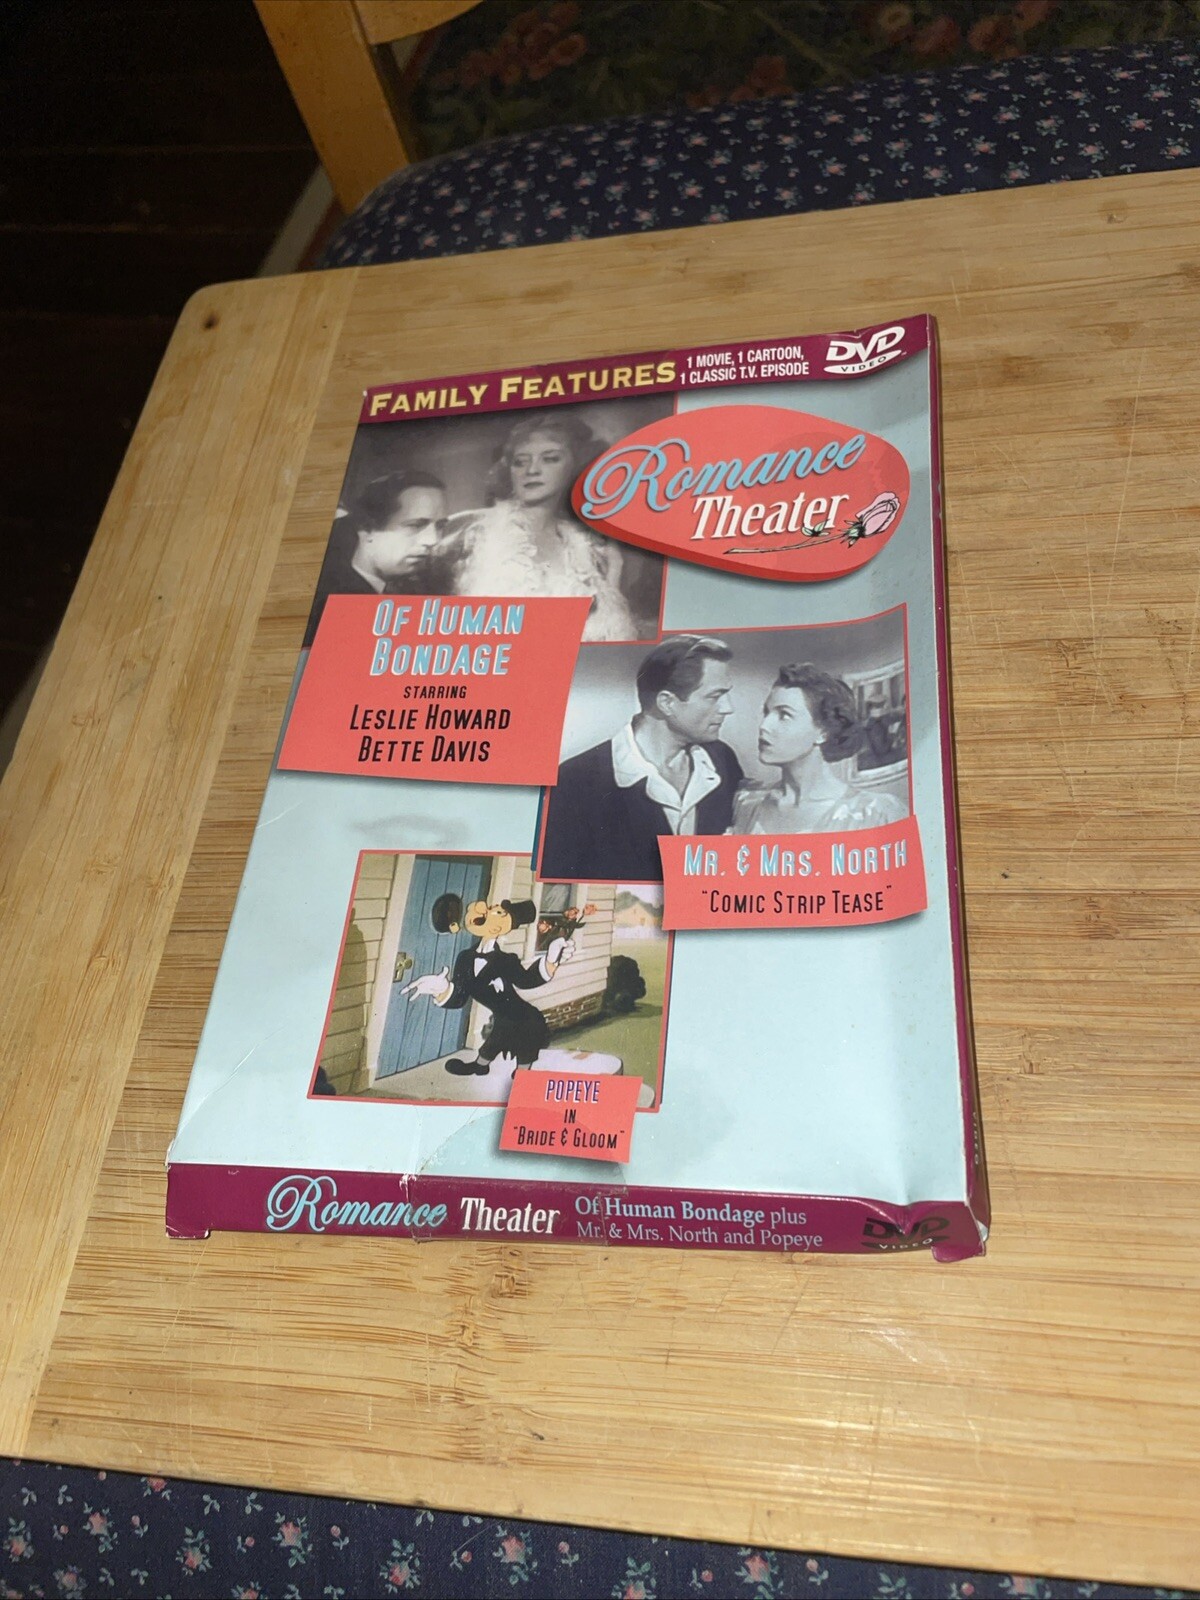 FAMILY FEATURES
1 MOVIE, 1 CARTOON,
1 CLASSIC T.V. EPISODE
DVD
VIDEO
Romance
Theater
OF HUMAN
BONDAGE
STARRING
LESLIE HOWARD
BETTE DAVIS
MR. & MRS. NORTH
"COMIC STRIP TEASE"
POPEYE
IN
"BRIDE & GLOOM"
Romance Theater
Of Human Bondage plus
Mr. & Mrs. North and Popeye
DVD
VIDEO
VIDEO